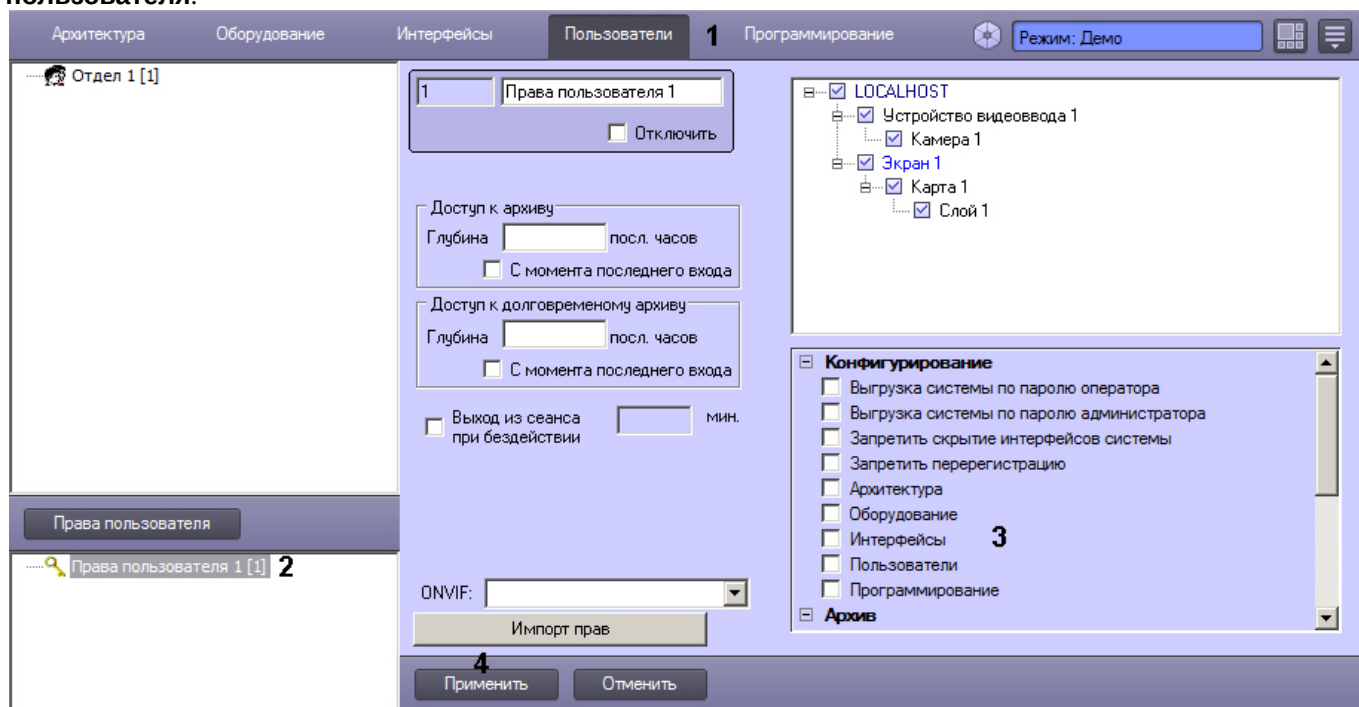 пользователя.
Архитектура Оборудование Интерфейсы Пользователи 1 Программирование Режим: Демо
Отдел 1 [1]
1 Права пользователя 1
Отключить
Доступ к архиву
Глубина посл. часов
С момента последнего входа
Доступ к долговременому архиву
Глубина посл. часов
С момента последнего входа
Выход из сеанса
при бездействии
мин.
LOCALHOST
Устройство видеоввода 1
Камера 1
Экран 1
Карта 1
Слой 1
Конфигурирование
Выгрузка системы по паролю оператора
Выгрузка системы по паролю администратора
Запретить скрытие интерфейсов системы
Запретить перерегистрацию
Архитектура
Оборудование
Интерфейсы 3
Пользователи
Программирование
Архив
Права пользователя
Права пользователя 1 [1] 2
ONVIF:
Импорт прав
4
Применить Отменить